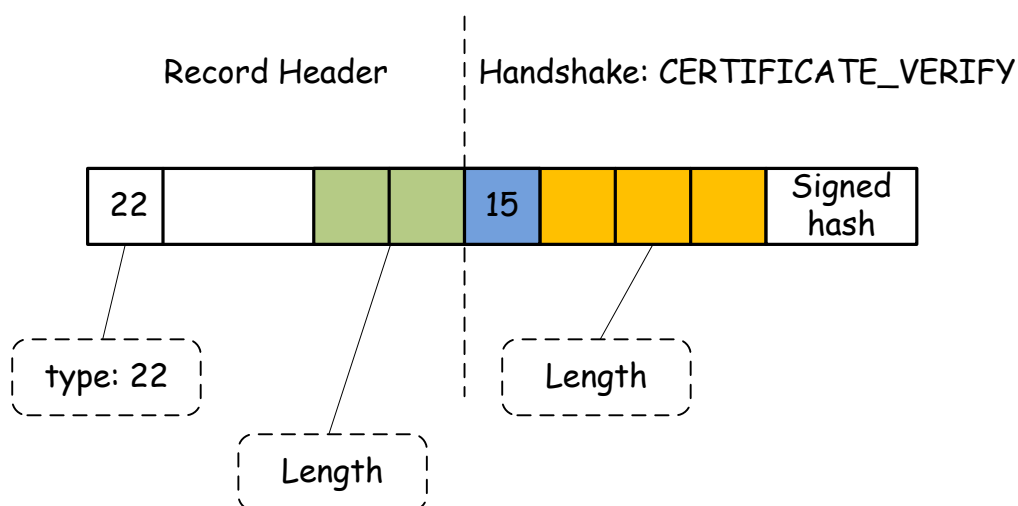 Record Header
Handshake: CERTIFICATE_VERIFY
22
15
Signed
hash
type: 22
Length
Length